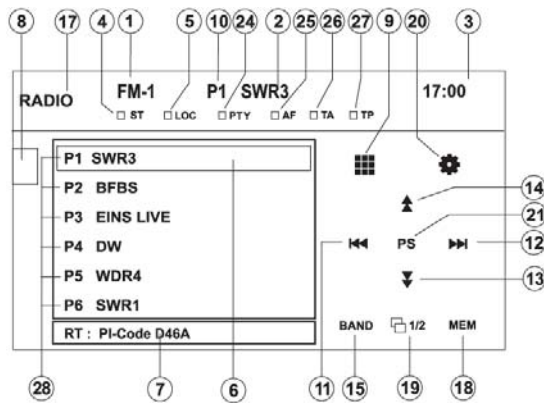 8 17 4 1 5 10 24 2 25 26 27 9 20 3
RADIO FM-1 P1 SWR3 17:00
ST LOC PTY AF TA TP
P1 SWR3
P2 BFBS
P3 EINS LIVE
P4 DW
P5 WDR4
P6 SWR1
RT : PI-Code D46A
14
21
PS
12
13
BAND 1/2 MEM
28 7 6 11 15 19 18